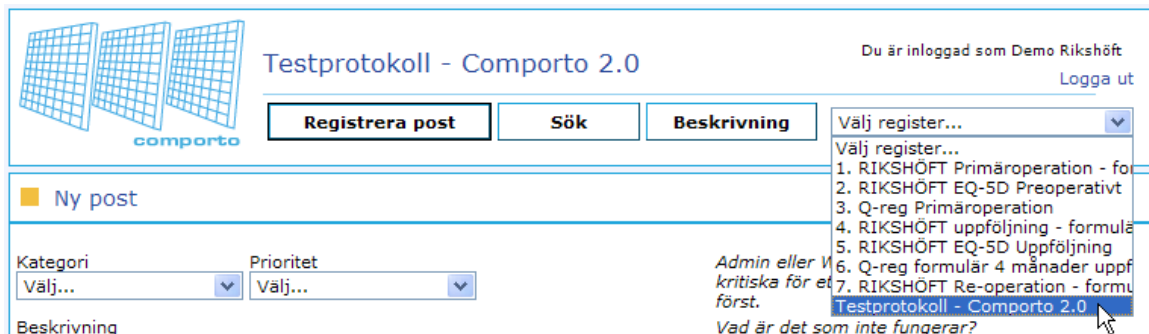 comporto
Testprotokoll - Comporto 2.0
Du är inloggad som Demo Rikshöft
Logga ut
Registrera post
Sök
Beskrivning
Välj register...
Välj register...
1. RIKSHÖFT Primäroperation - for
2. RIKSHÖFT EQ-5D Preoperativt
3. Q-reg Primäroperation
4. RIKSHÖFT uppföljning - formulä
5. RIKSHÖFT EQ-5D Uppföljning
6. Q-reg formulär 4 månader uppf
7. RIKSHÖFT Re-operation - formu
Testprotokoll - Comporto 2.0
Ny post
Kategori
Prioritet
Välj...
Välj...
Admin eller W
kritiska för et
först.
Beskrivning
Vad är det som inte fungerar?